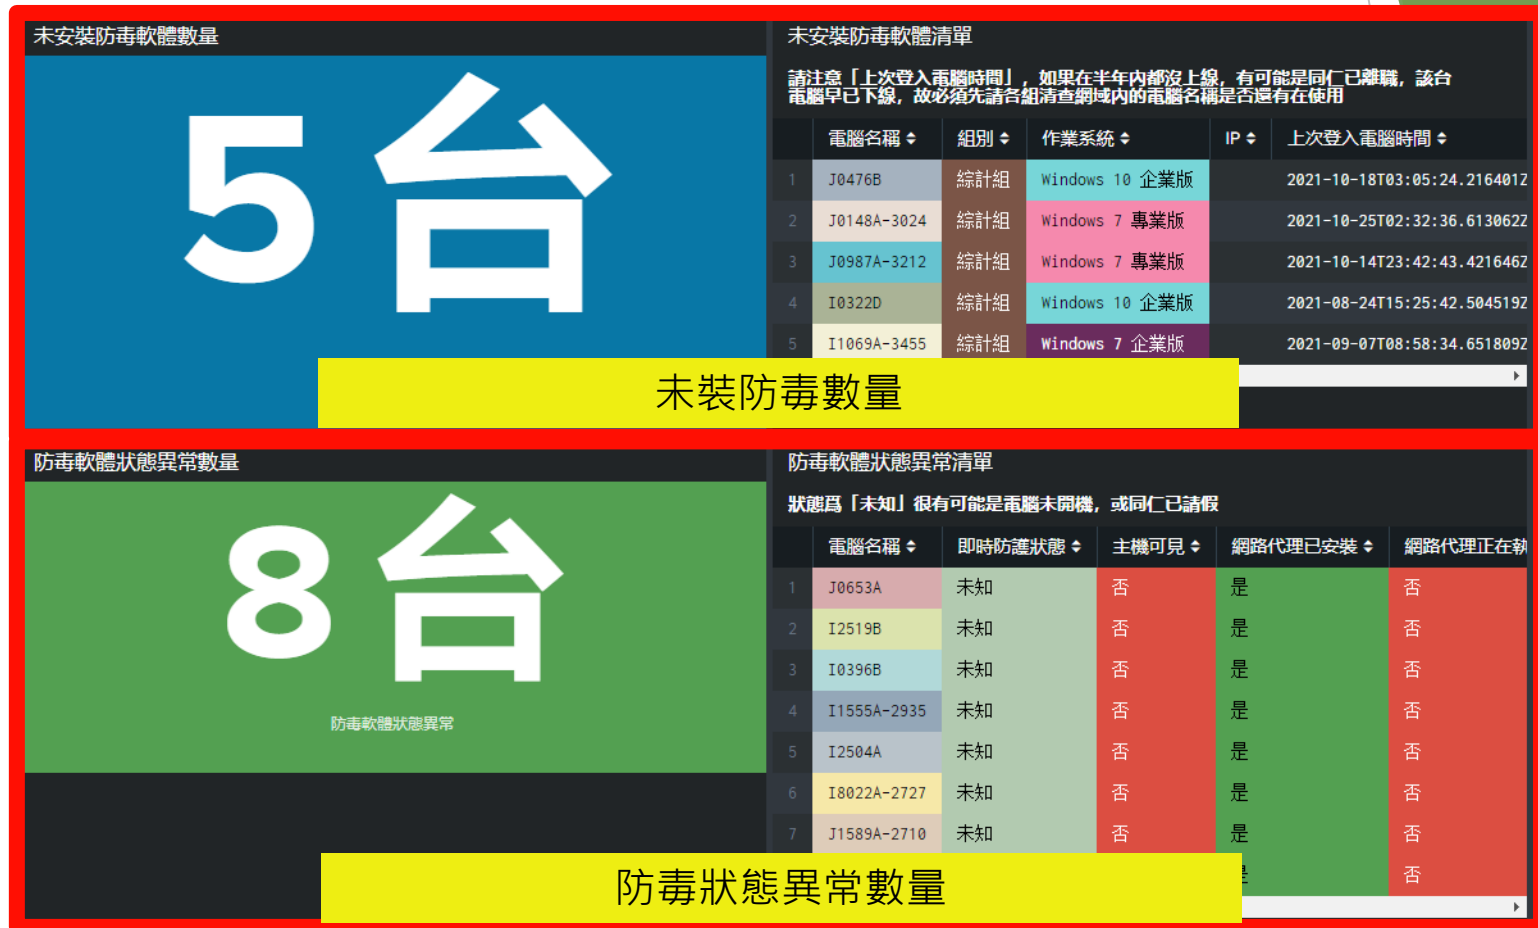 未安裝防毒軟體數量
5 台
未安裝防毒軟體清單
請注意「上次登入電腦時間」, 如果在半年內都沒上線, 有可能是同仁已離職, 該台
電腦早已下線, 故必須先請各組清查網域內的電腦名稱是否還有在使用
電腦名稱 組別 作業系統 IP 上次登入電腦時間
1 J0476B 綜計組 Windows 10 企業版 2021-10-18T03:05:24.216401Z
2 J0148A-3024 綜計組 Windows 7 專業版 2021-10-25T02:32:36.613062Z
3 J0987A-3212 綜計組 Windows 7 專業版 2021-10-14T23:42:43.421646Z
4 I0322D 綜計組 Windows 10 企業版 2021-08-24T15:25:42.504519Z
5 I1069A-3455 綜計組 Windows 7 企業版 2021-09-07T08:58:34.651809Z
未裝防毒數量
防毒軟體狀態異常數量
8 台
防毒軟體狀態異常
防毒軟體狀態異常清單
狀態爲「未知」很有可能是電腦未開機, 或同仁已請假
電腦名稱 即時防護狀態 主機可見 網路代理已安裝 網路代理正在執
1 J0653A 未知 否 是 否
2 I2519B 未知 否 是 否
3 I0396B 未知 否 是 否
4 I1555A-2935 未知 否 是 否
5 I2504A 未知 否 是 否
6 I8022A-2727 未知 否 是 否
7 J1589A-2710 未知 否 是 否
是 否
防毒狀態異常數量